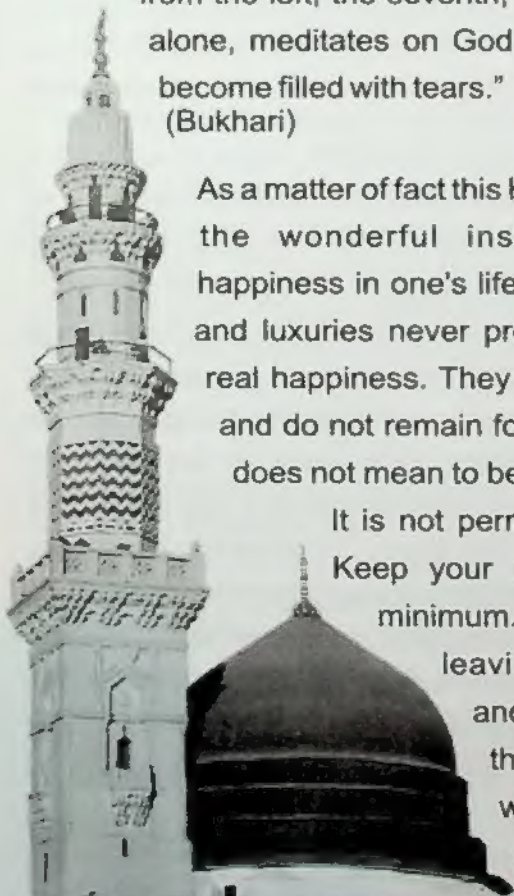 from the left, the seventh,
alone, meditates on God
become filled with tears."
(Bukhari)
As a matter of fact this
the wonderful ins
happiness in one's life
and luxuries never pr
real happiness. They
and do not remain fo
does not mean to be
It is not perr
Keep your
minimum.
leavi
and
th
w